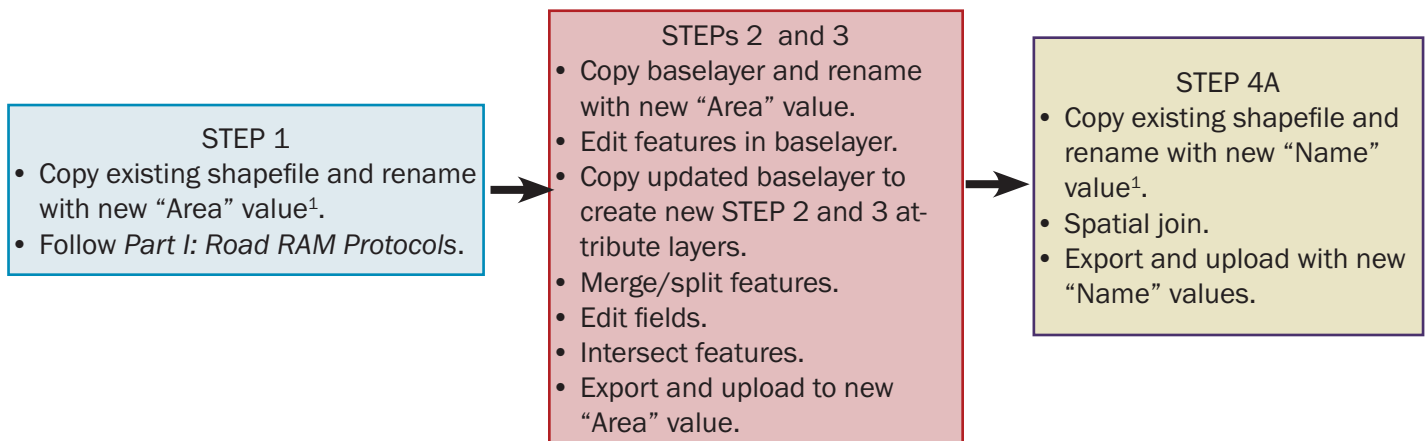 STEP 1
• Copy existing shapefile and rename
with new “Area” value¹.
• Follow Part I: Road RAM Protocols.
STEPs 2 and 3
• Copy baselayer and rename
with new “Area” value.
• Edit features in baselayer.
• Copy updated baselayer to
create new STEP 2 and 3 at-
tribute layers.
• Merge/split features.
• Edit fields.
• Intersect features.
• Export and upload to new
“Area” value.
STEP 4A
• Copy existing shapefile and
rename with new “Name”
value¹.
• Spatial join.
• Export and upload with new
“Name” values.